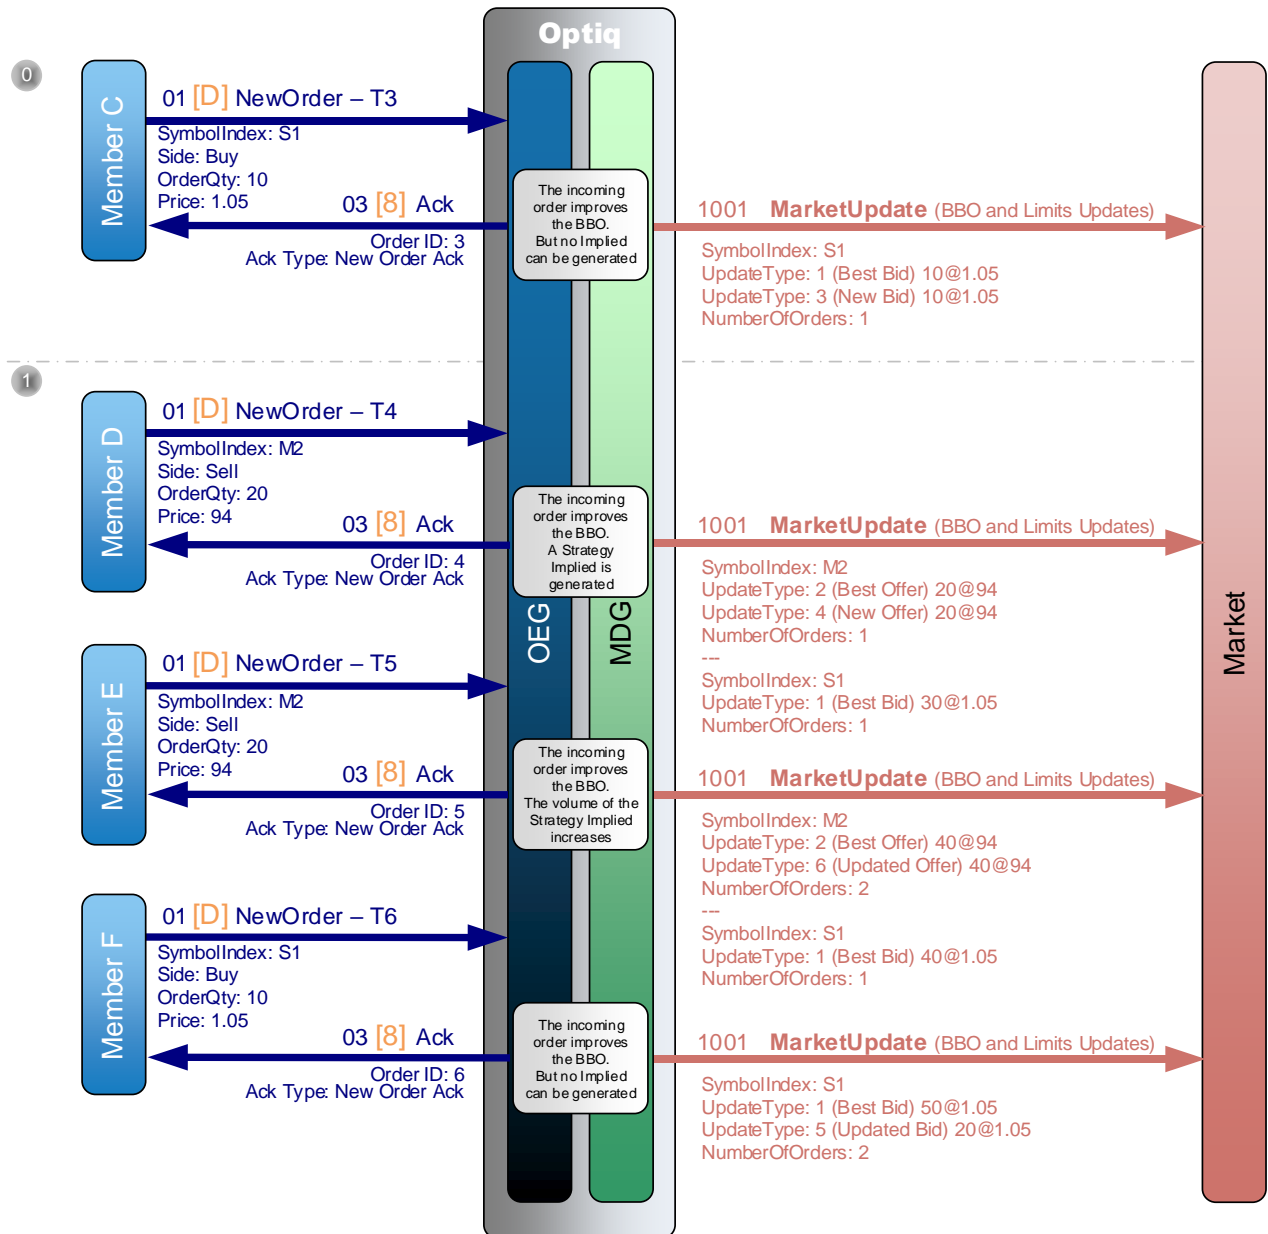 Optiq
0
Member C
01 [D] NewOrder – T3
SymbolIndex: S1
Side: Buy
OrderQty: 10
Price: 1.05
03 [8] Ack
Order ID: 3
Ack Type: New Order Ack
The incoming
order improves
the BBO.
But no Implied
can be generated
1001 MarketUpdate (BBO and Limits Updates)
SymbolIndex: S1
UpdateType: 1 (Best Bid) 10@1.05
UpdateType: 3 (New Bid) 10@1.05
NumberOfOrders: 1
1
Member D
01 [D] NewOrder – T4
SymbolIndex: M2
Side: Sell
OrderQty: 20
Price: 94
03 [8] Ack
Order ID: 4
Ack Type: New Order Ack
The incoming
order improves
the BBO.
A Strategy
Implied is
generated
1001 MarketUpdate (BBO and Limits Updates)
SymbolIndex: M2
UpdateType: 2 (Best Offer) 20@94
UpdateType: 4 (New Offer) 20@94
NumberOfOrders: 1
---
SymbolIndex: S1
UpdateType: 1 (Best Bid) 30@1.05
NumberOfOrders: 1
OEG
MDG
Market
Member E
01 [D] NewOrder – T5
SymbolIndex: M2
Side: Sell
OrderQty: 20
Price: 94
03 [8] Ack
Order ID: 5
Ack Type: New Order Ack
The incoming
order improves
the BBO.
The volume of the
Strategy Implied
increases
1001 MarketUpdate (BBO and Limits Updates)
SymbolIndex: M2
UpdateType: 2 (Best Offer) 40@94
UpdateType: 6 (Updated Offer) 40@94
NumberOfOrders: 2
---
SymbolIndex: S1
UpdateType: 1 (Best Bid) 40@1.05
NumberOfOrders: 1
Member F
01 [D] NewOrder – T6
SymbolIndex: S1
Side: Buy
OrderQty: 10
Price: 1.05
03 [8] Ack
Order ID: 6
Ack Type: New Order Ack
The incoming
order improves
the BBO.
But no Implied
can be generated
1001 MarketUpdate (BBO and Limits Updates)
SymbolIndex: S1
UpdateType: 1 (Best Bid) 50@1.05
UpdateType: 5 (Updated Bid) 20@1.05
NumberOfOrders: 2